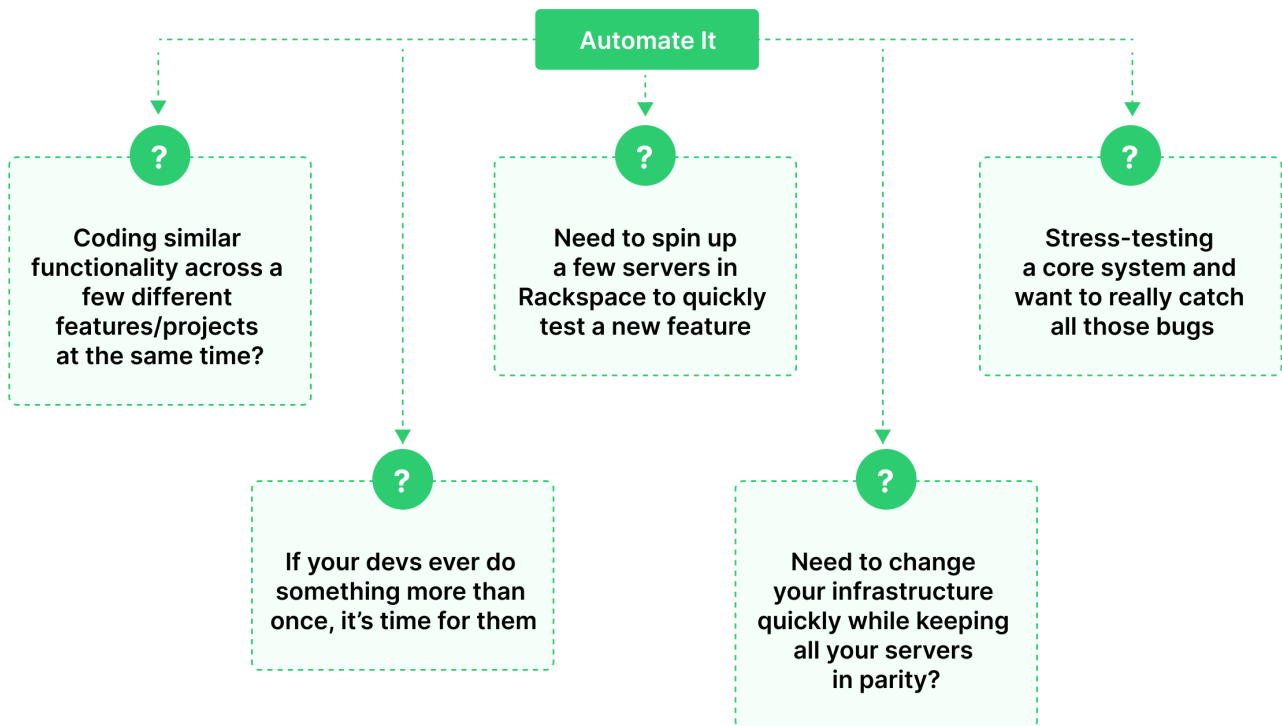 Automate It
?
Coding similar
functionality across a
few different
features/projects
at the same time?
?
Need to spin up
a few servers in
Rackspace to quickly
test a new feature
?
Stress-testing
a core system and
want to really catch
all those bugs
?
If your devs ever do
something more than
once, it’s time for them
?
Need to change
your infrastructure
quickly while keeping
all your servers
in parity?